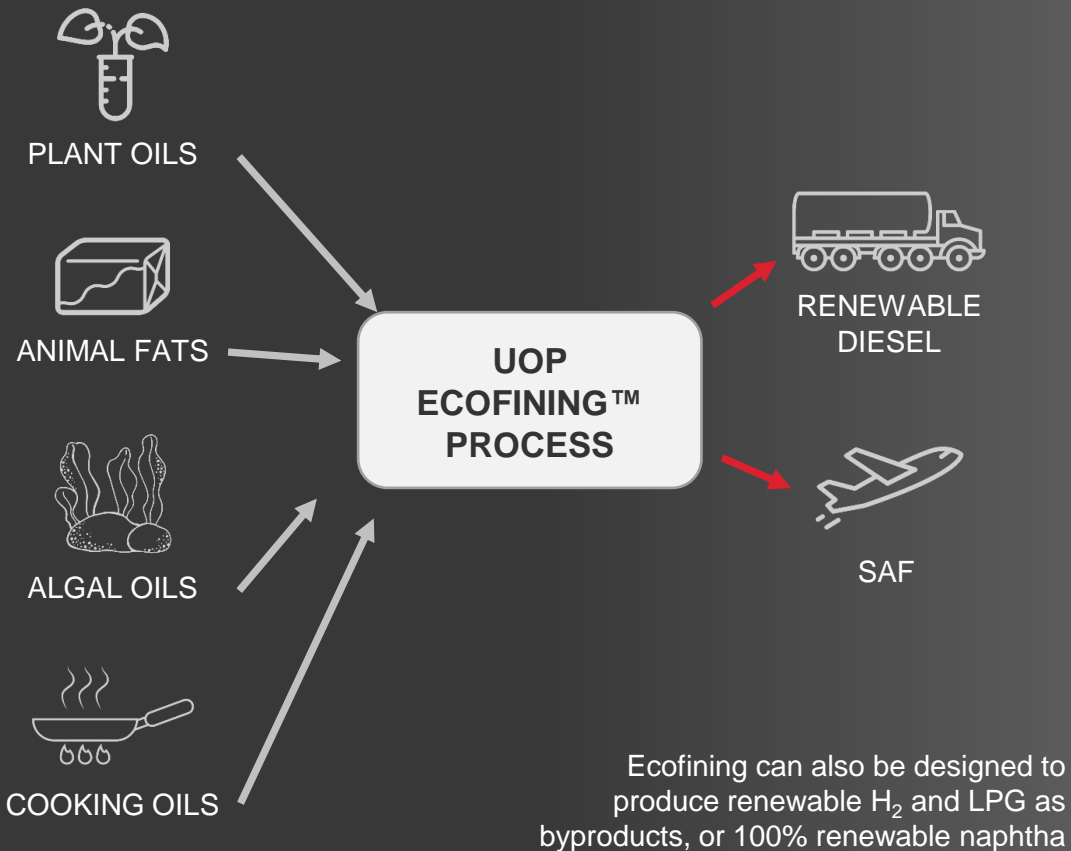 PLANT OILS
ANIMAL FATS
ALGAL OILS
COOKING OILS
UOP
ECOFINING™
PROCESS
RENEWABLE
DIESEL
SAF
Ecofining can also be designed to
produce renewable H₂ and LPG as
byproducts, or 100% renewable naphtha